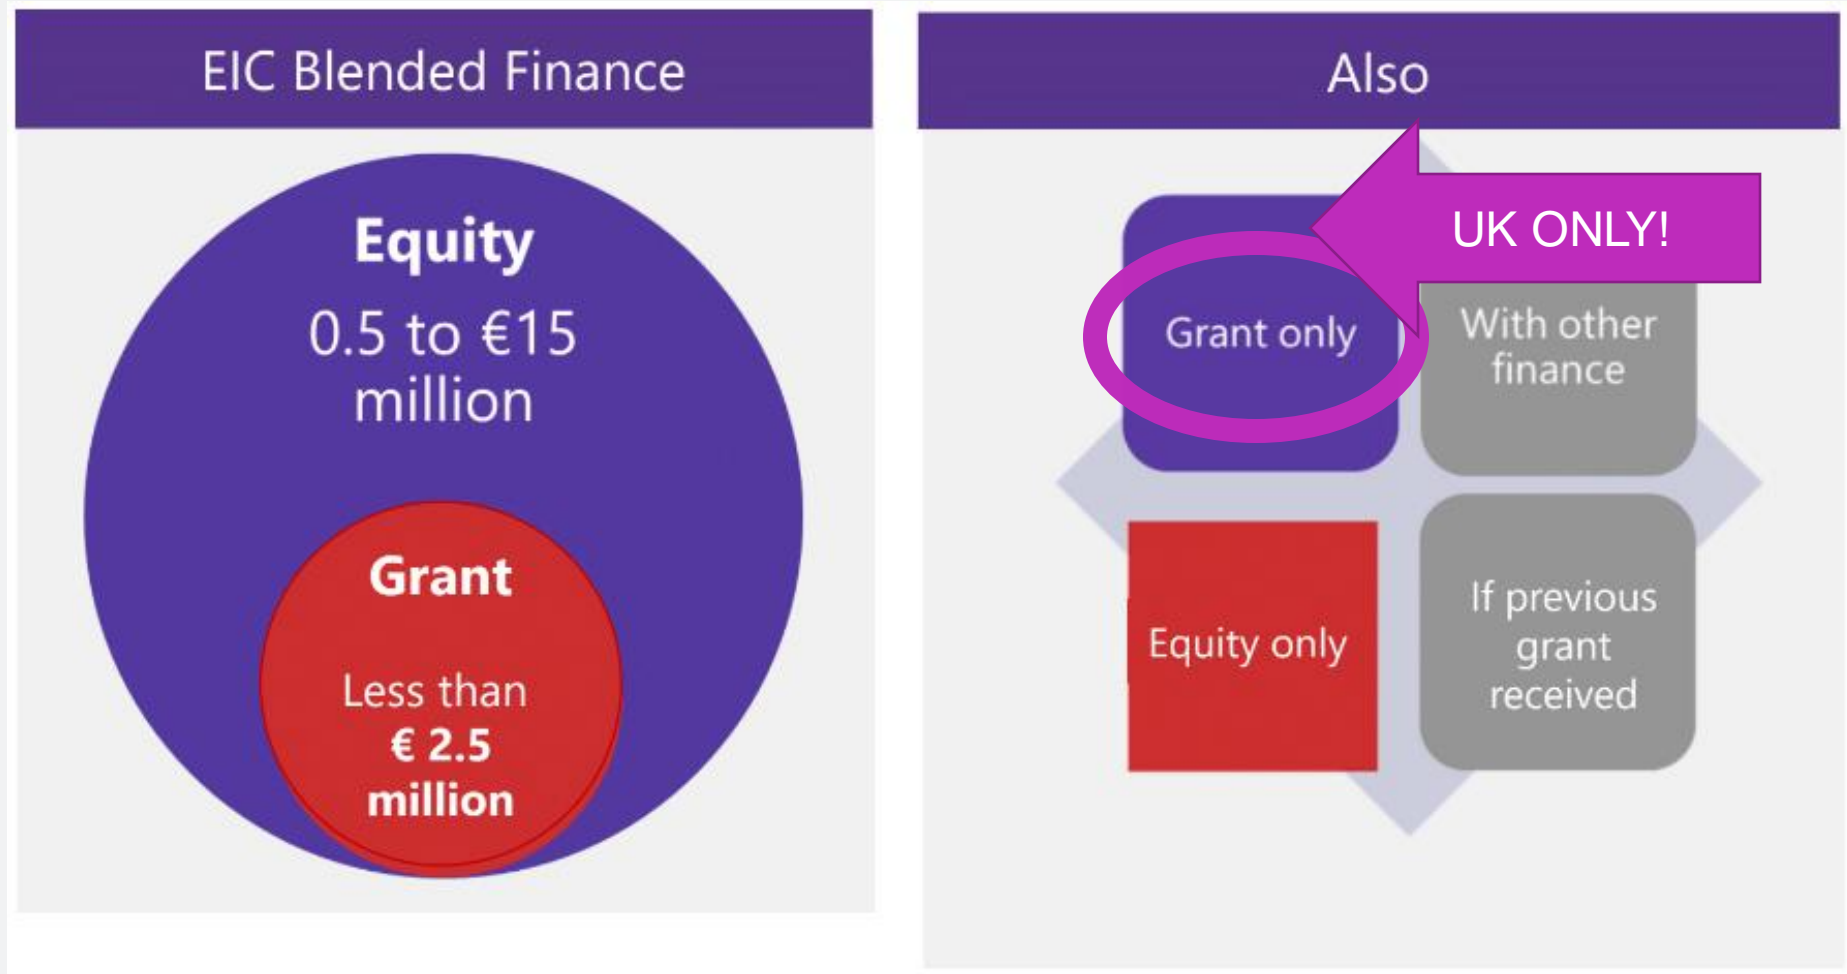 EIC Blended Finance
Equity
0.5 to €15
million
Grant
Less than
€ 2.5
million
Also
UK ONLY!
Grant only
With other
finance
Equity only
If previous
grant
received